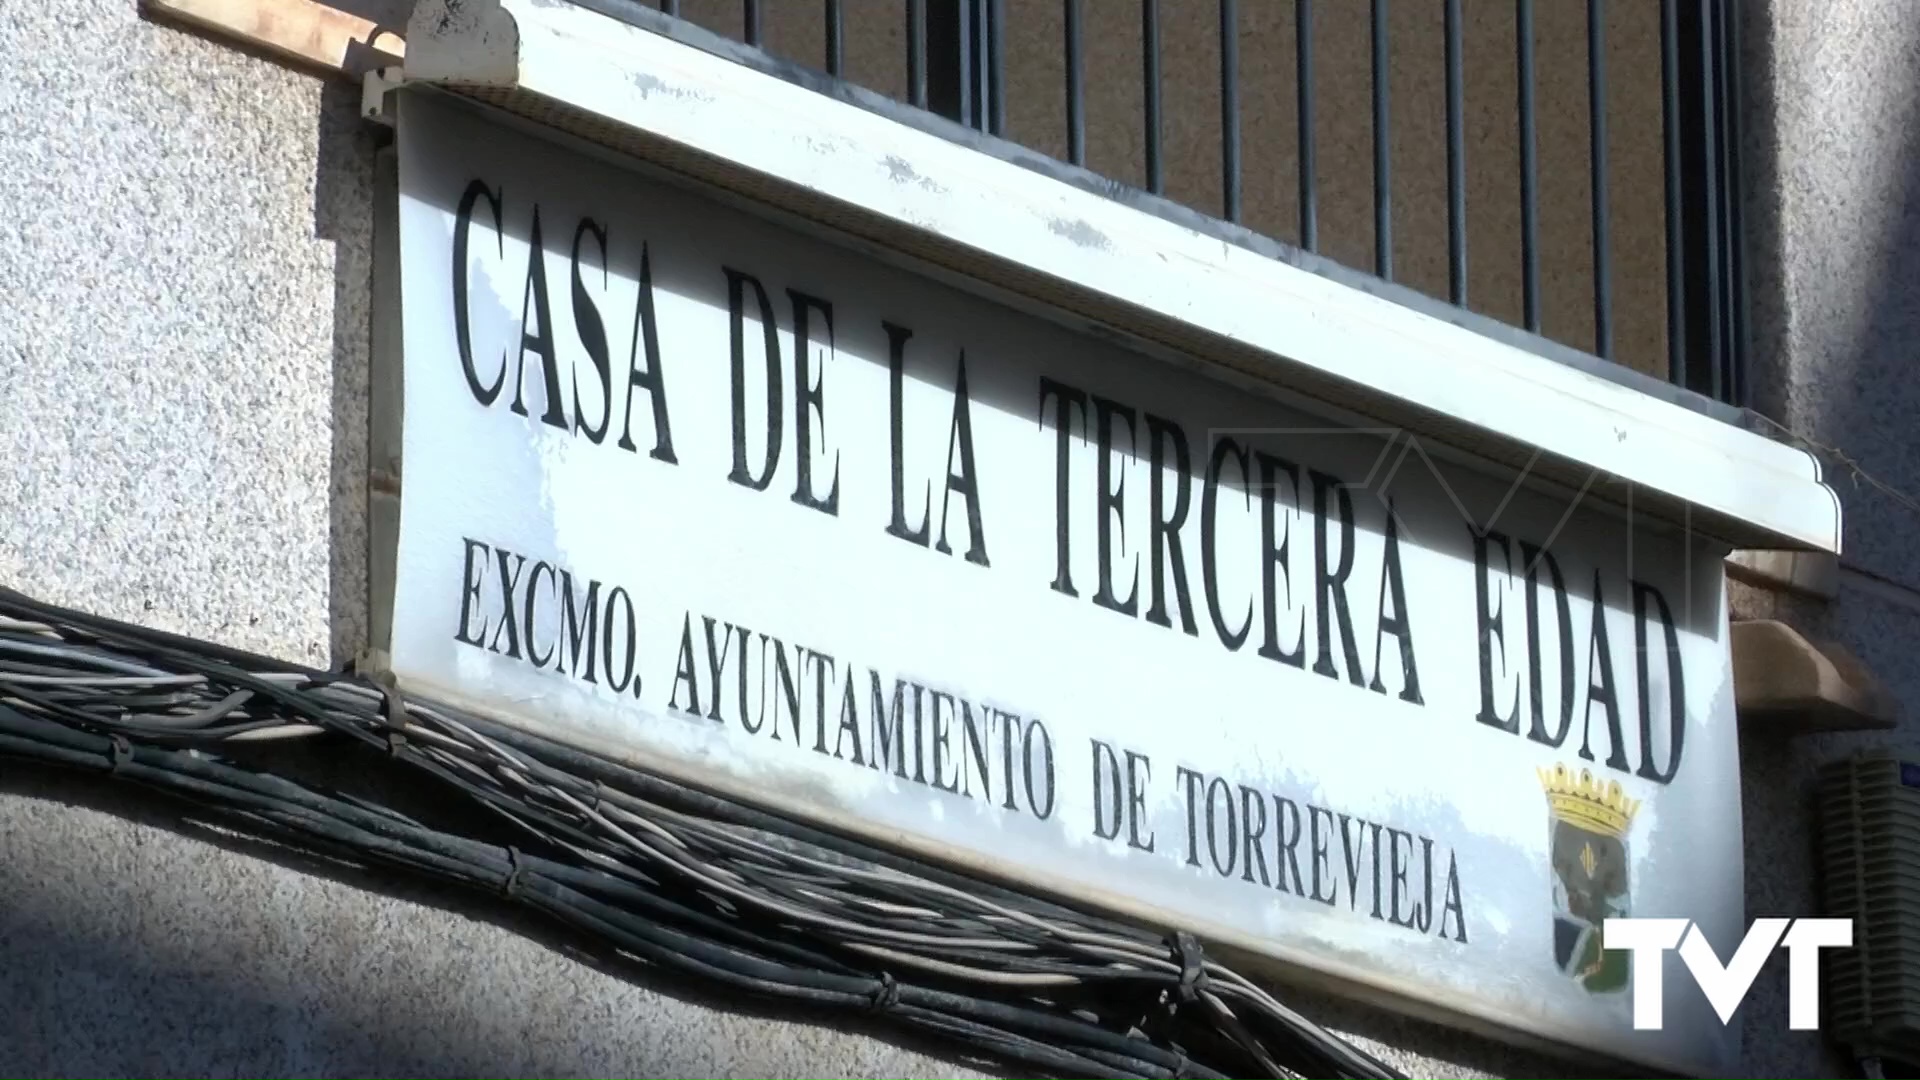 CASA DE LA TERCERA EDAD
EXCMO. AYUNTAMIENTO DE TORREVIEJA
TVT